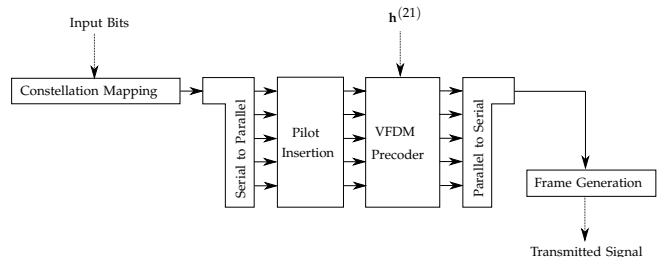 Input Bits
h(21)
Constellation Mapping
Serial to Parallel
Pilot
Insertion
VFDM
Precoder
Parallel to Serial
Frame Generation
Transmitted Signal